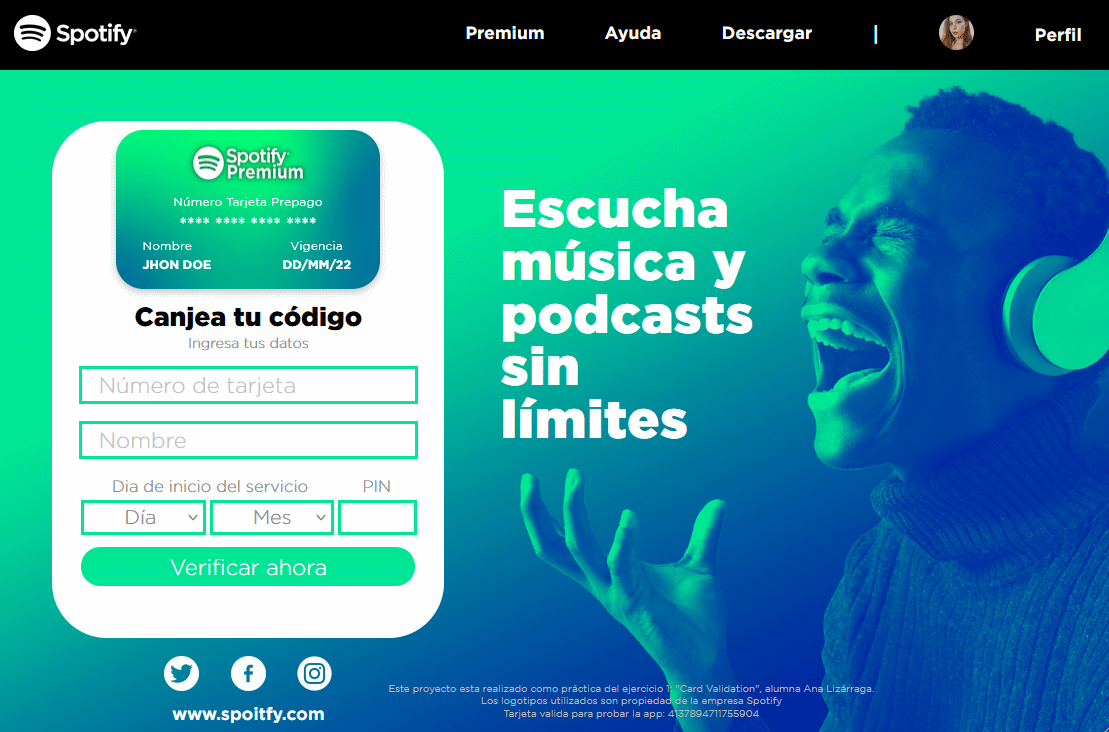 Spotify
Premium
Ayuda
Descargar
|
Perfil
Spotify
Premium
Número Tarjeta Prepago
**** **** **** ****
Nombre
Vigencia
JHON DOE
DD/MM/22
Canjea tu código
Ingresa tus datos
Número de tarjeta
Nombre
Dia de inicio del servicio
PIN
Día
Mes
Verificar ahora
Escucha
música y
podcasts
sin
límites
www.spoitfy.com
Este proyecto esta realizado como práctica del ejercicio 1: "Card Validation", alumna Ana Lizárraga.
Los logotipos utilizados son propiedad de la empresa Spotify
Tarjeta valida para probar la app: 4137894711755904